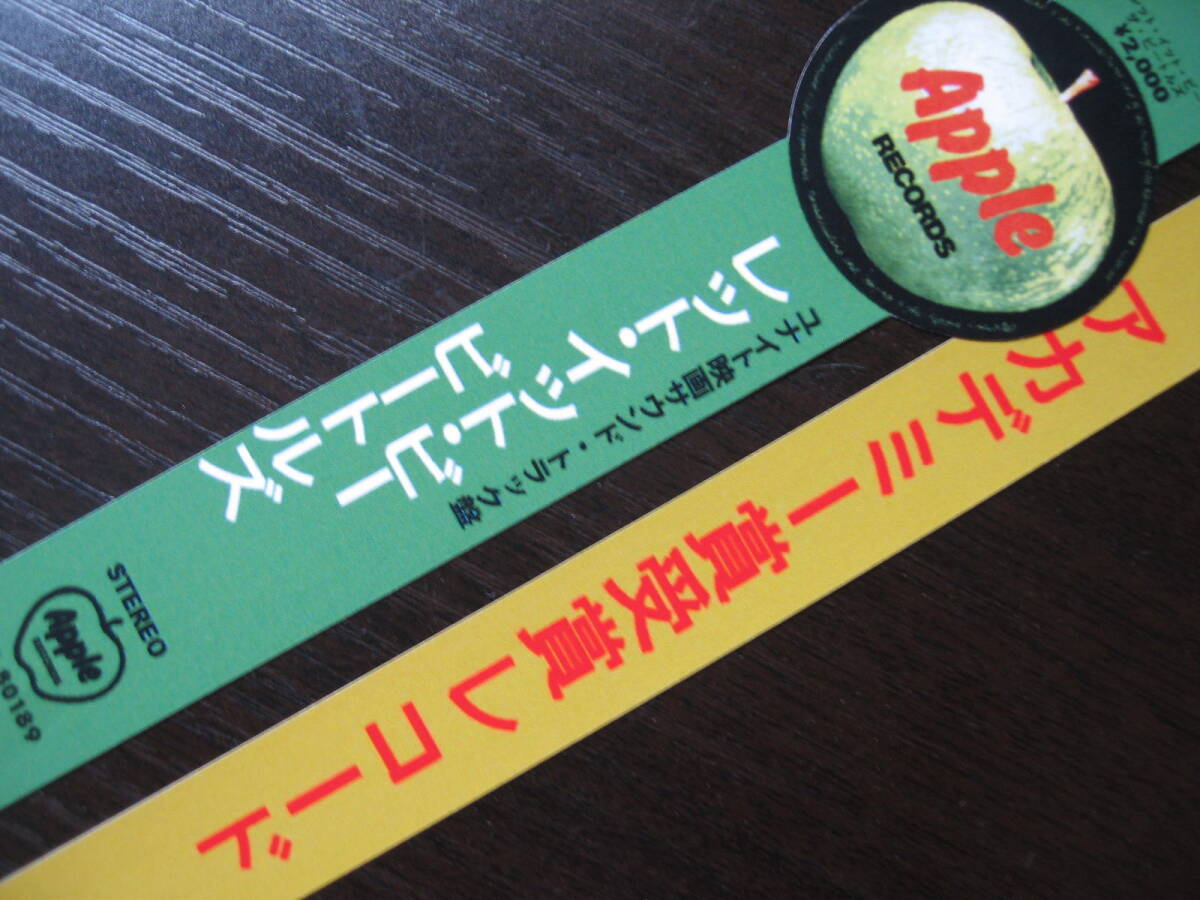 Apple
RECORDS
¥2,000
レット・イット・ビー
ビートルズ
ユナイト映画サウンド・トラック盤
STEREO
Apple
80189
アカデミー賞受賞レコード